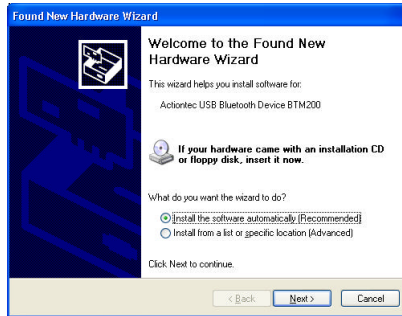 Found New Hardware Wizard
Welcome to the Found New
Hardware Wizard
This wizard helps you install software for:
Actiontec USB Bluetooth Device BTM200
If your hardware came with an installation CD
or floppy disk, insert it now.
What do you want the wizard to do?
Install the software automatically (Recommended)
Install from a list or specific location (Advanced)
Click Next to continue.
< Back
Next >
Cancel